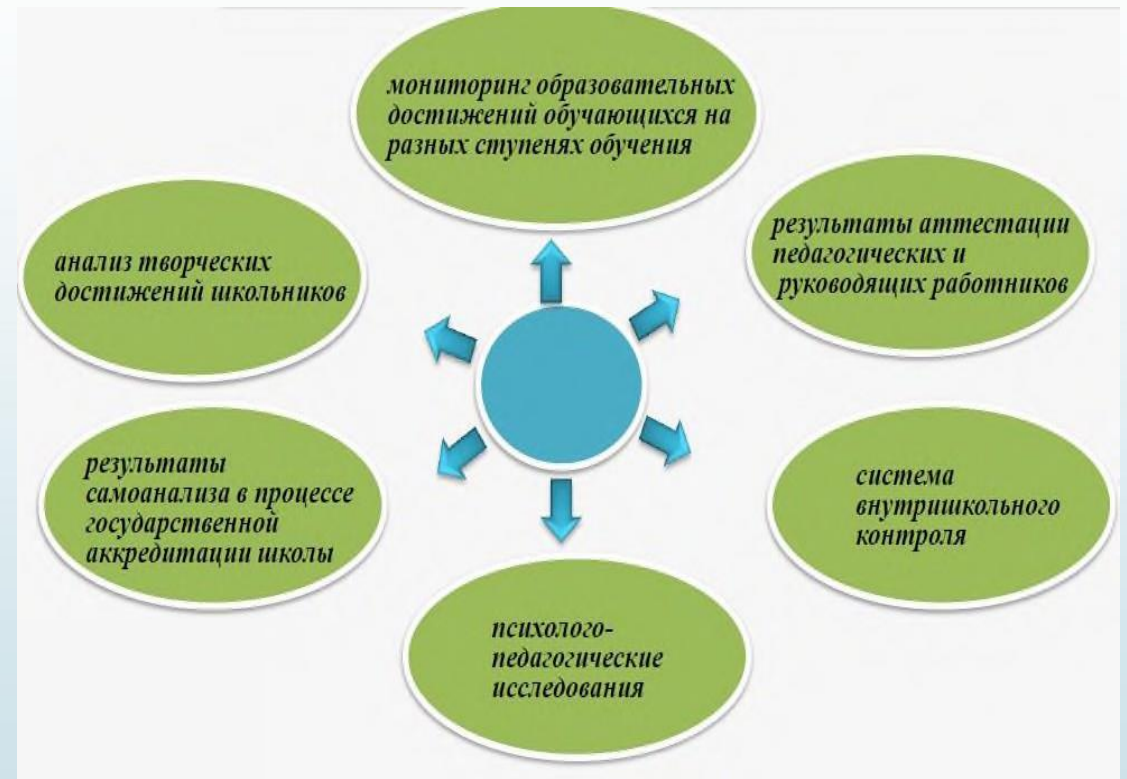 мониторинг образовательных
достижений обучающихся на
разных ступенях обучения
результаты аттестации
педагогических и
руководящих работников
анализ творческих
достижений школьников
результаты
самоанализа в процессе
государственной
аккредитации школы
система
внутришкольного
контроля
психолого-
педагогические
исследования